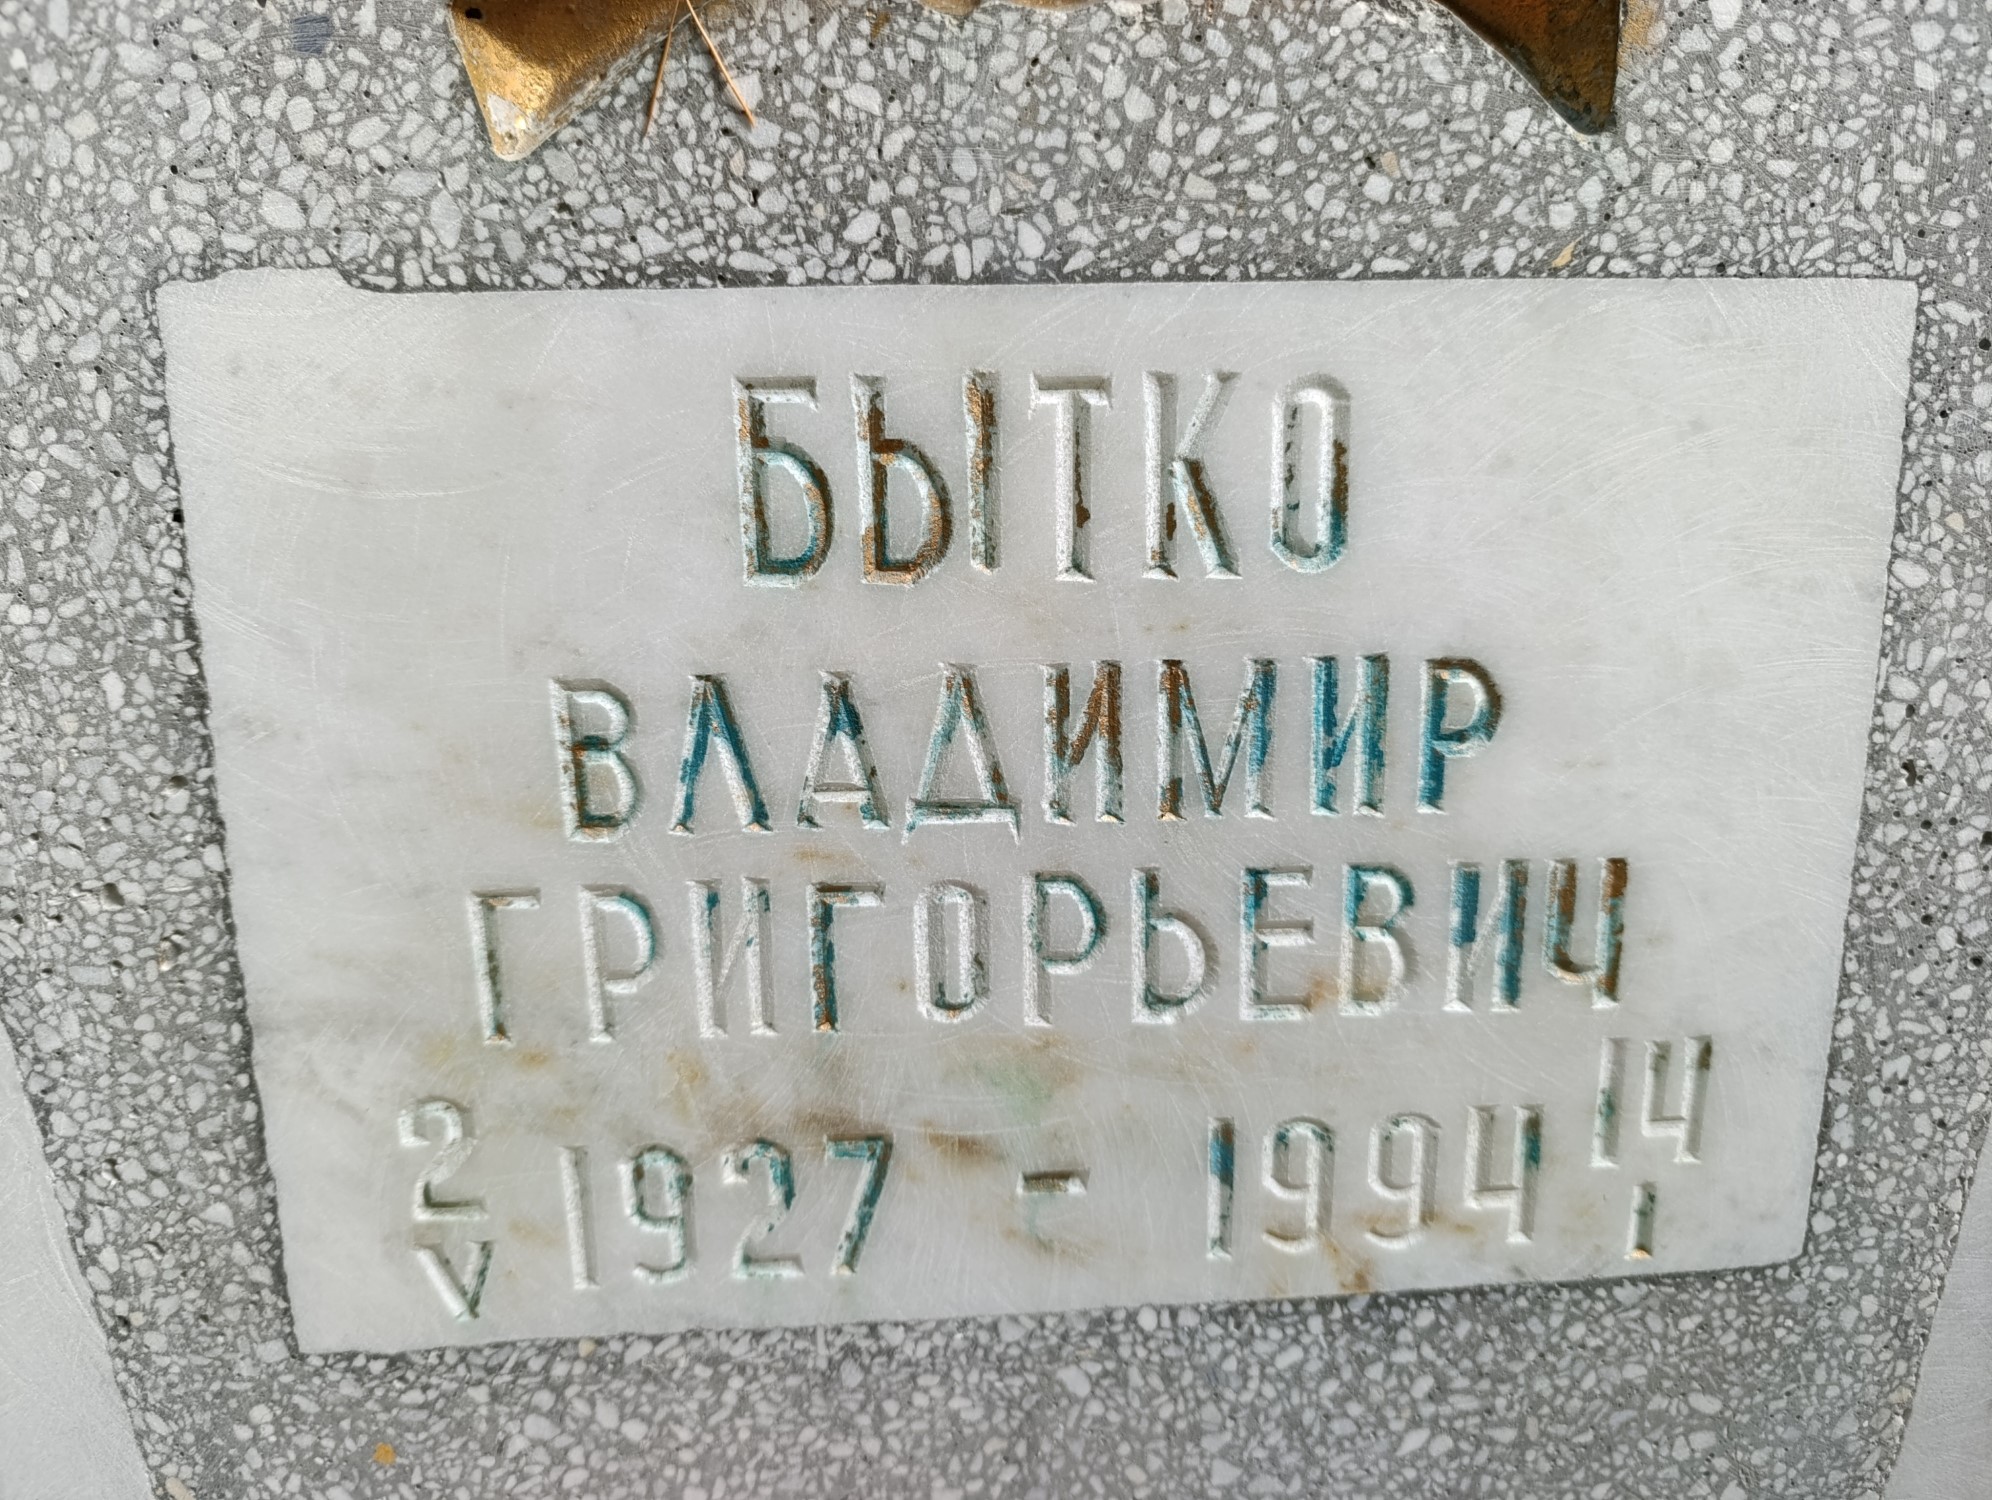 БЫТКО
ВЛАДИМИР
ГРИГОРЬЕВИЧ
2/V 1927 - 1994 14/I